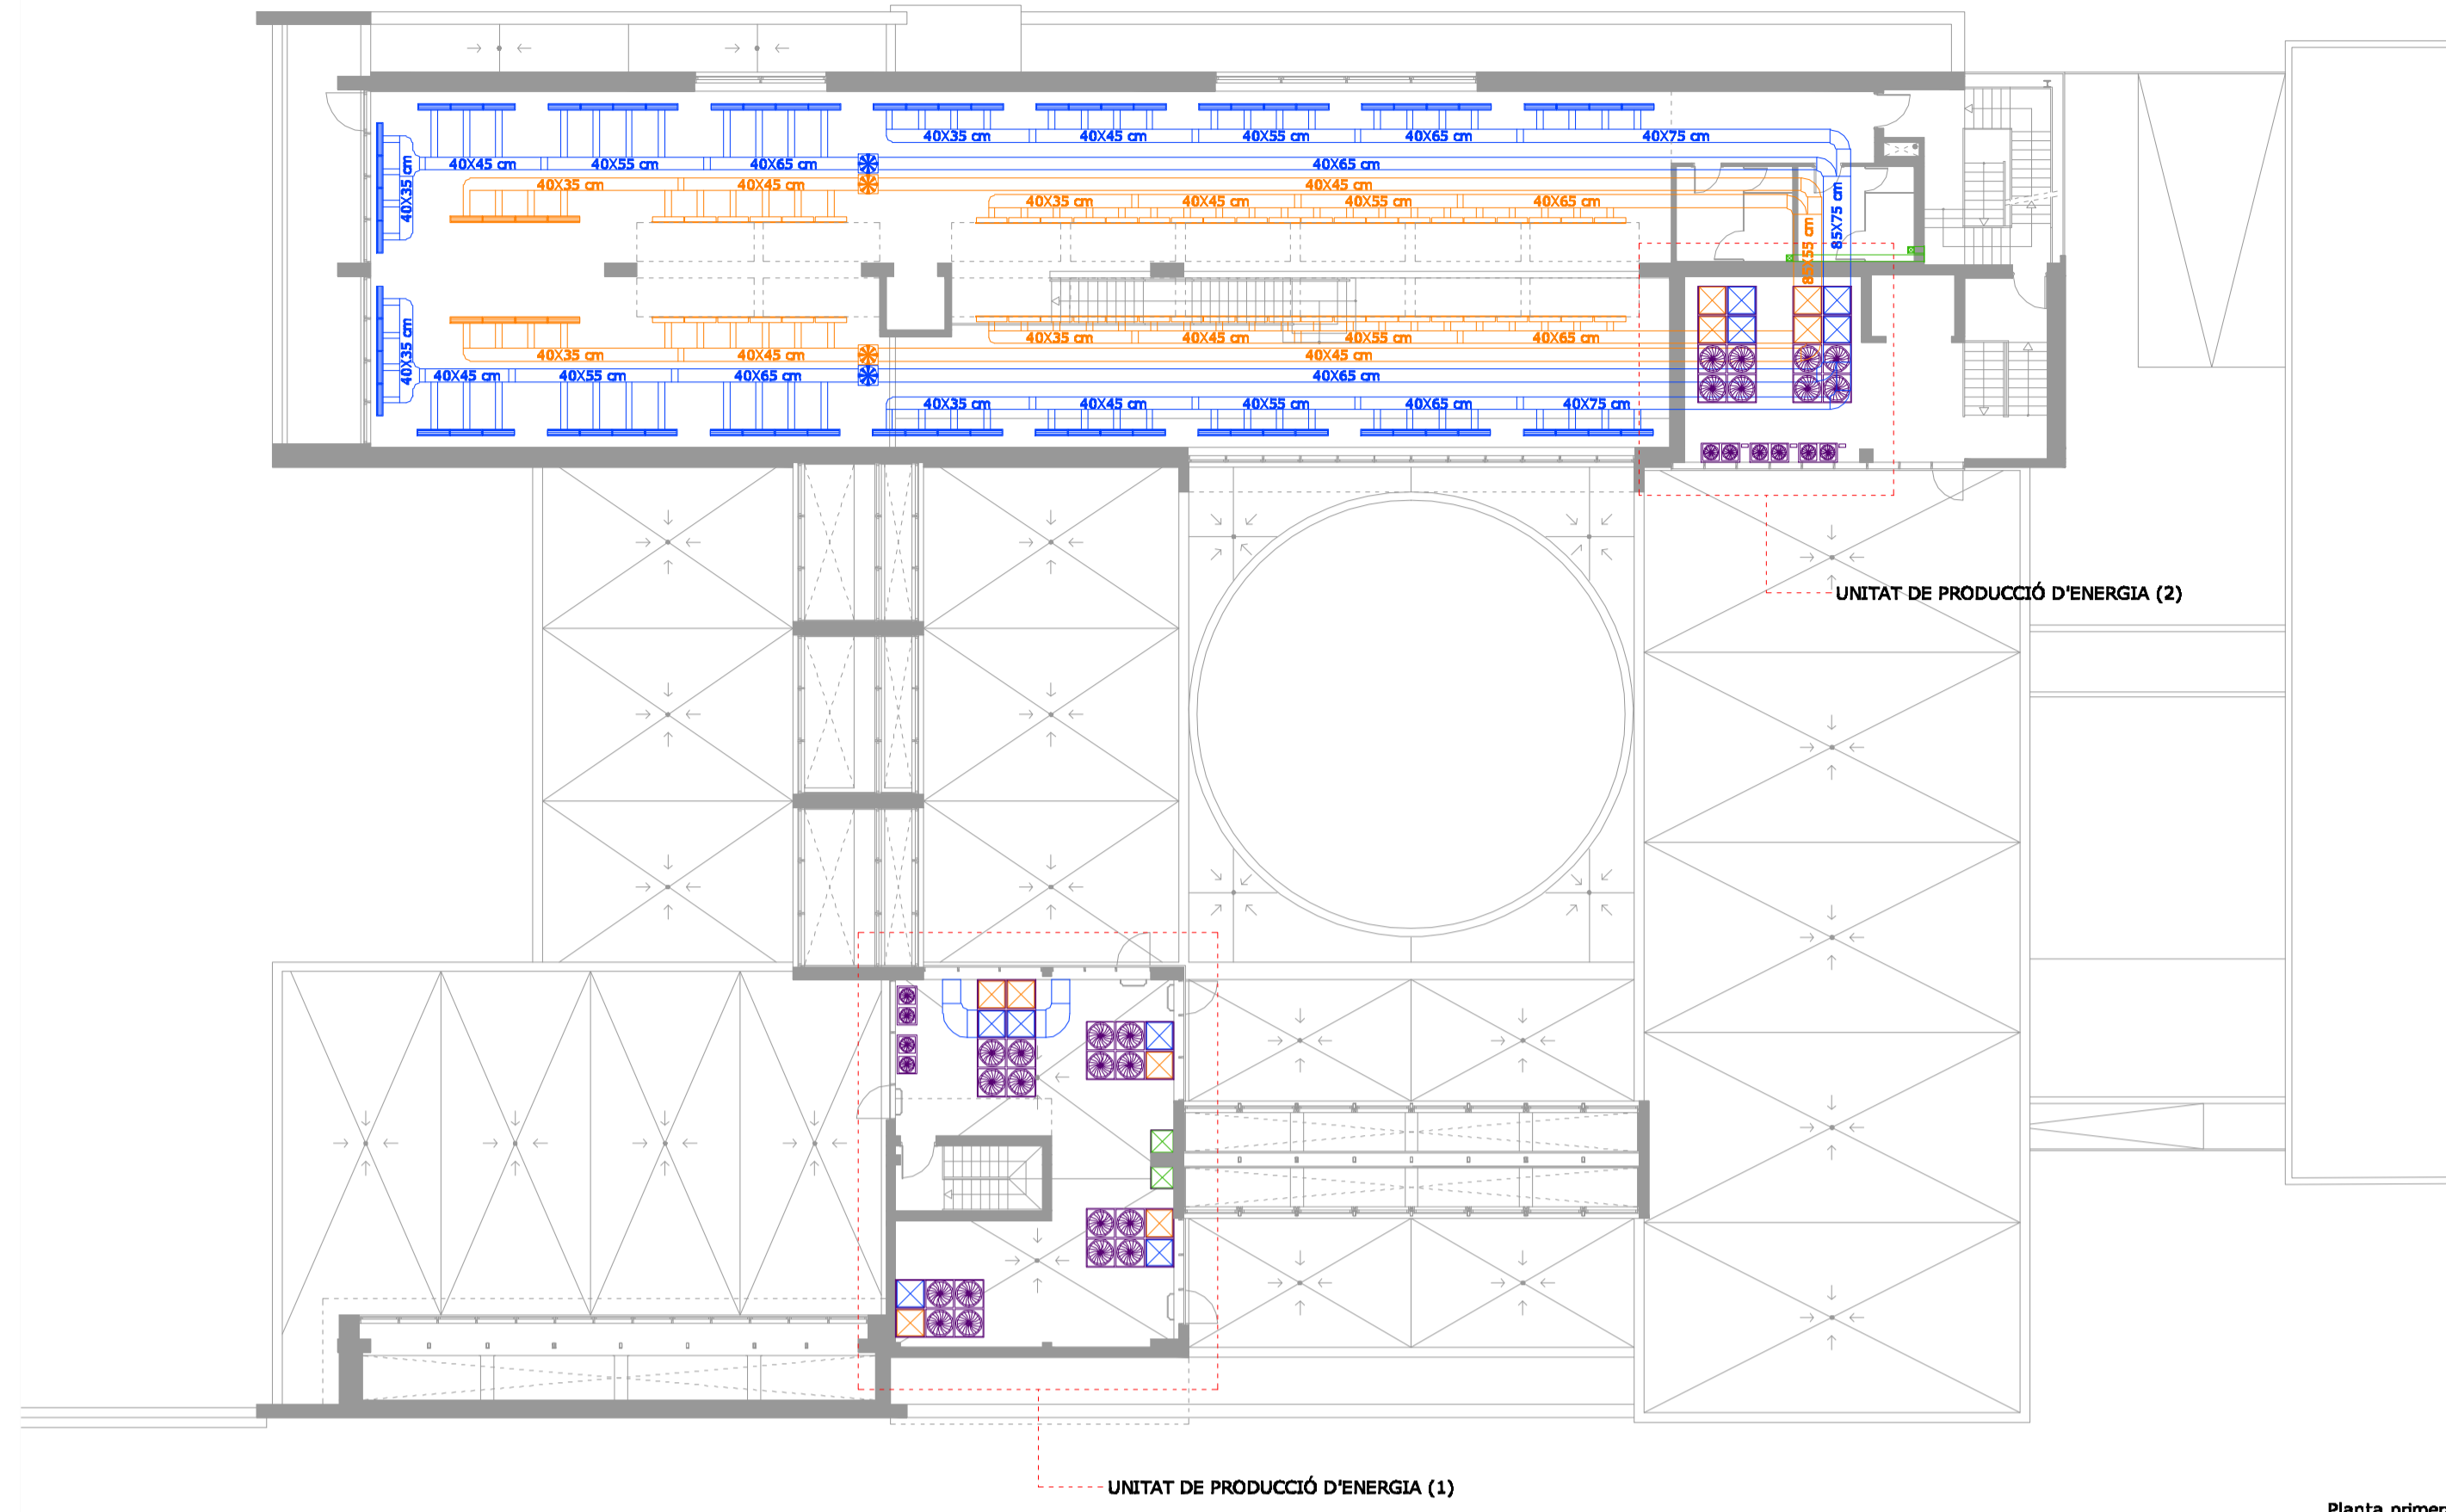 40X35 cm 40X45 cm 40X55 cm 40X65 cm 40X75 cm
40X45 cm 40X55 cm 40X65 cm 40X65 cm
40X35 cm
40X35 cm 40X45 cm 40X45 cm
40X35 cm 40X45 cm 40X55 cm 40X65 cm
85X75 cm
85X55 cm
40X35 cm
40X35 cm 40X45 cm 40X55 cm 40X65 cm
40X35 cm 40X45 cm 40X45 cm
40X45 cm 40X55 cm 40X65 cm 40X65 cm
40X35 cm 40X45 cm 40X55 cm 40X65 cm 40X75 cm
UNITAT DE PRODUCCIÓ D'ENERGIA (2)
UNITAT DE PRODUCCIÓ D'ENERGIA (1)
Planta primer